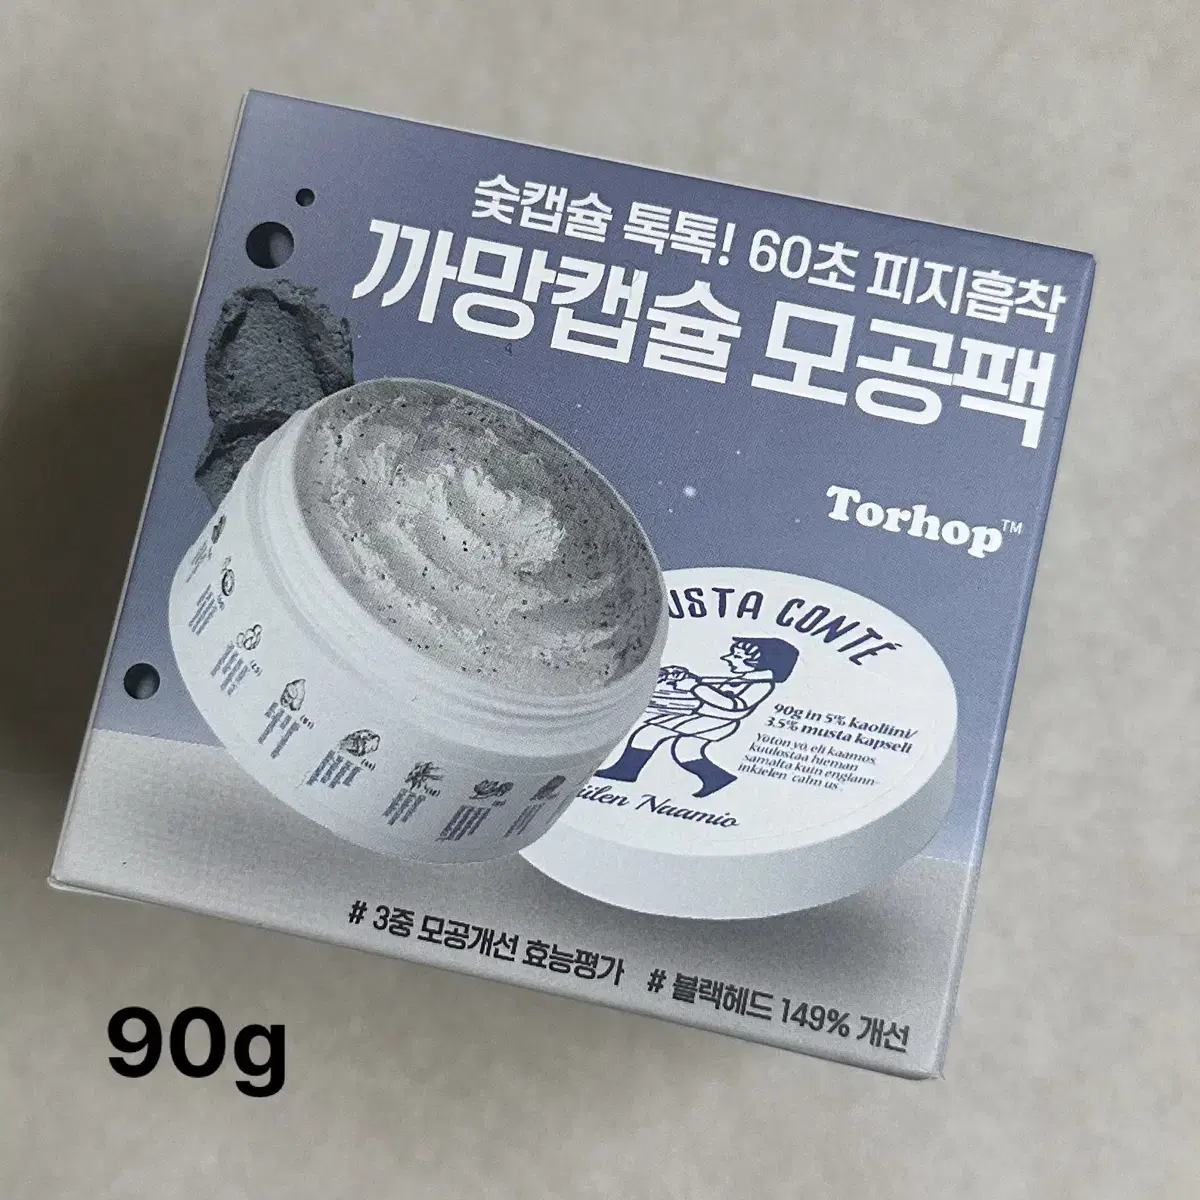 숯캡슐 톡톡! 60초 피지흡착
까망캡슐 모공팩
Torhop™
USTA CONTÉ
90g in 5% kaoliini/
3.5% musta kapseli
Yötön yö, eli kaamos,
kuulostaa hieman
samalta kuin englann-
inkielen 'calm us'.
iilen Naamio
# 3중 모공개선 효능평가 # 블랙헤드 149% 개선
90g